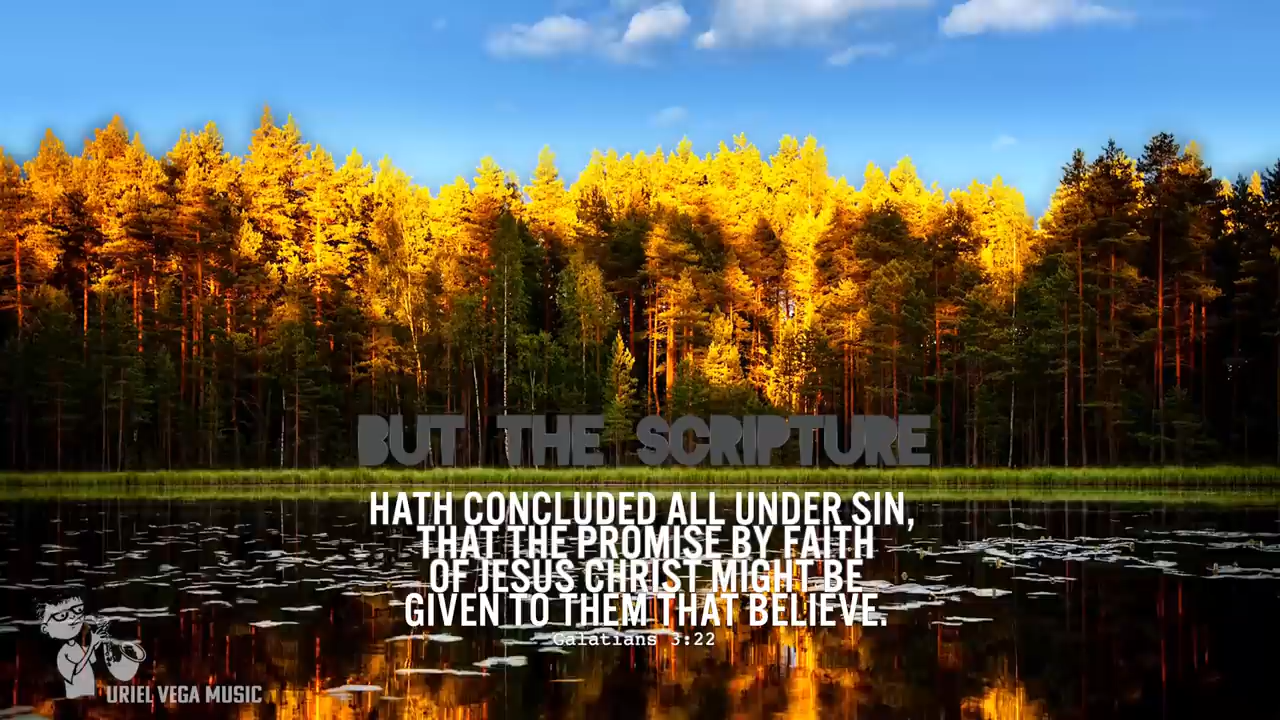 BUT THE SCRIPTURE
HATH CONCLUDED ALL UNDER SIN,
THAT THE PROMISE BY FAITH
OF JESUS CHRIST MIGHT BE
GIVEN TO THEM THAT BELIEVE.
Galatians 3:22
URIEL VEGA MUSIC